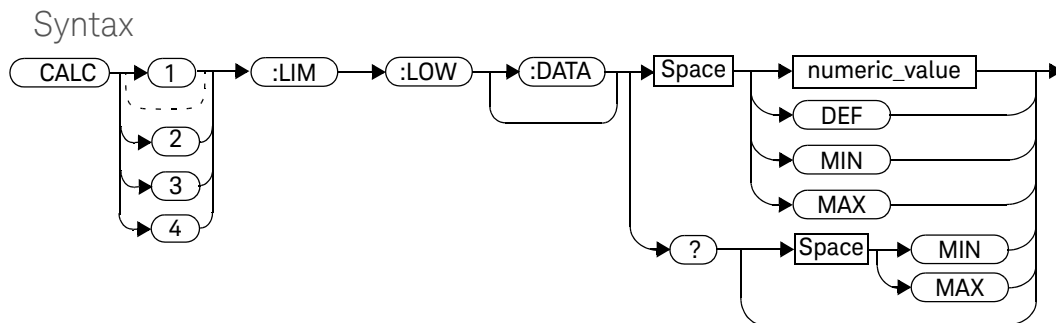 Syntax
CALC 1 :LIM :LOW :DATA Space numeric_value
2 DEF
3 MIN
4 MAX
? Space MIN
MAX